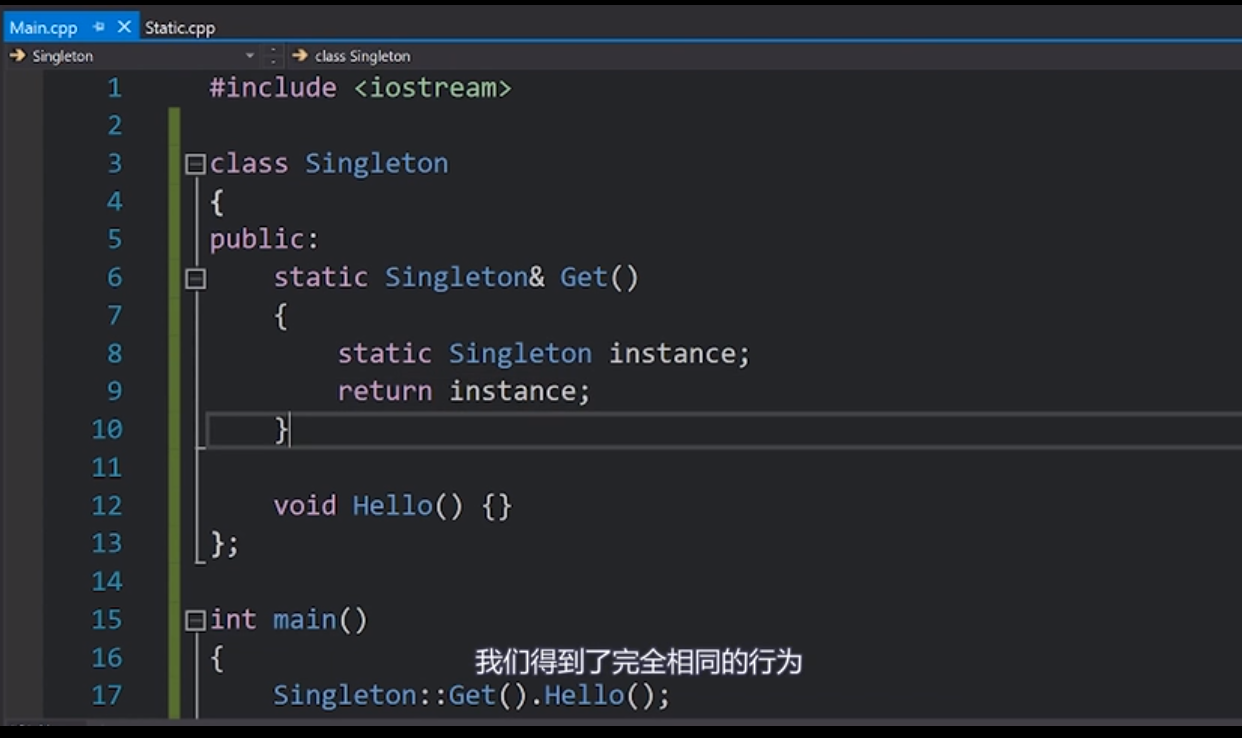 Main.cpp Static.cpp
Singleton class Singleton
1 #include <iostream>
2
3 class Singleton
4 {
5 public:
6 static Singleton& Get()
7 {
8 static Singleton instance;
9 return instance;
10 }
11
12 void Hello() {}
13 };
14
15 int main()
16 {
17 Singleton::Get().Hello();
我们得到了完全相同的行为